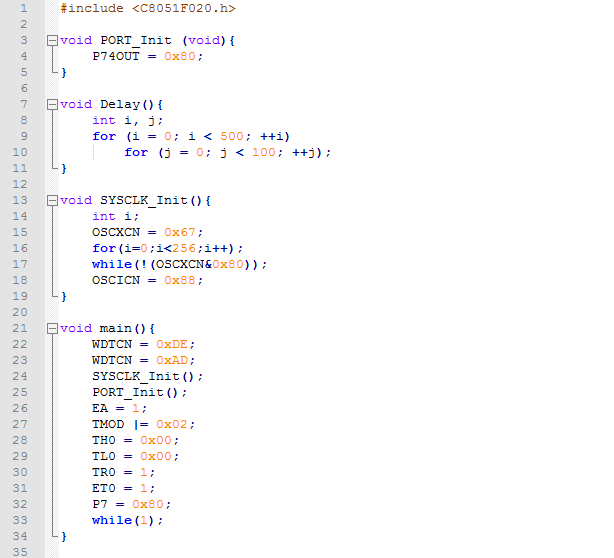 1 #include <C8051F020.h>
2
3 void PORT_Init (void){
4     P74OUT = 0x80;
5 }
6
7 void Delay(){
8     int i, j;
9     for (i = 0; i < 500; ++i)
10         for (j = 0; j < 100; ++j);
11 }
12
13 void SYSCLK_Init(){
14     int i;
15     OSCXCN = 0x67;
16     for(i=0;i<256;i++);
17     while(!(OSCXCN&0x80));
18     OSCICN = 0x88;
19 }
20
21 void main(){
22     WDTCN = 0xDE;
23     WDTCN = 0xAD;
24     SYSCLK_Init();
25     PORT_Init();
26     EA = 1;
27     TMOD |= 0x02;
28     TH0 = 0x00;
29     TL0 = 0x00;
30     TR0 = 1;
31     ET0 = 1;
32     P7 = 0x80;
33     while(1);
34 }
35